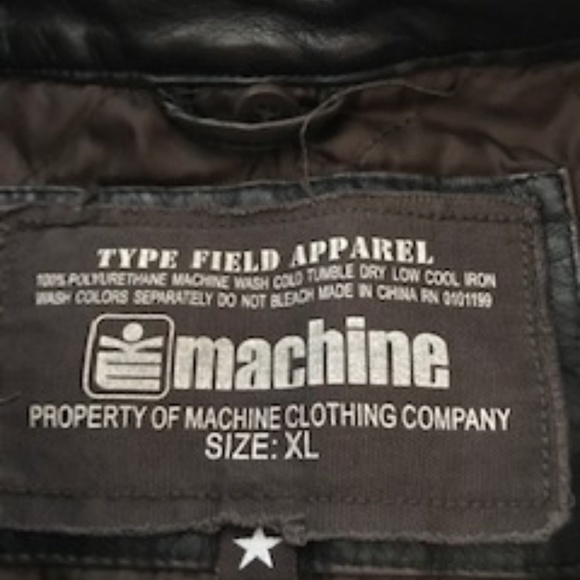 TYPE FIELD APPAREL
100% POLYURETHANE MACHINE WASH COLD TUMBLE DRY LOW COOL IRON
WASH COLORS SEPARATELY DO NOT BLEACH MADE IN CHINA RN 0101199
machine
PROPERTY OF MACHINE CLOTHING COMPANY
SIZE: XL